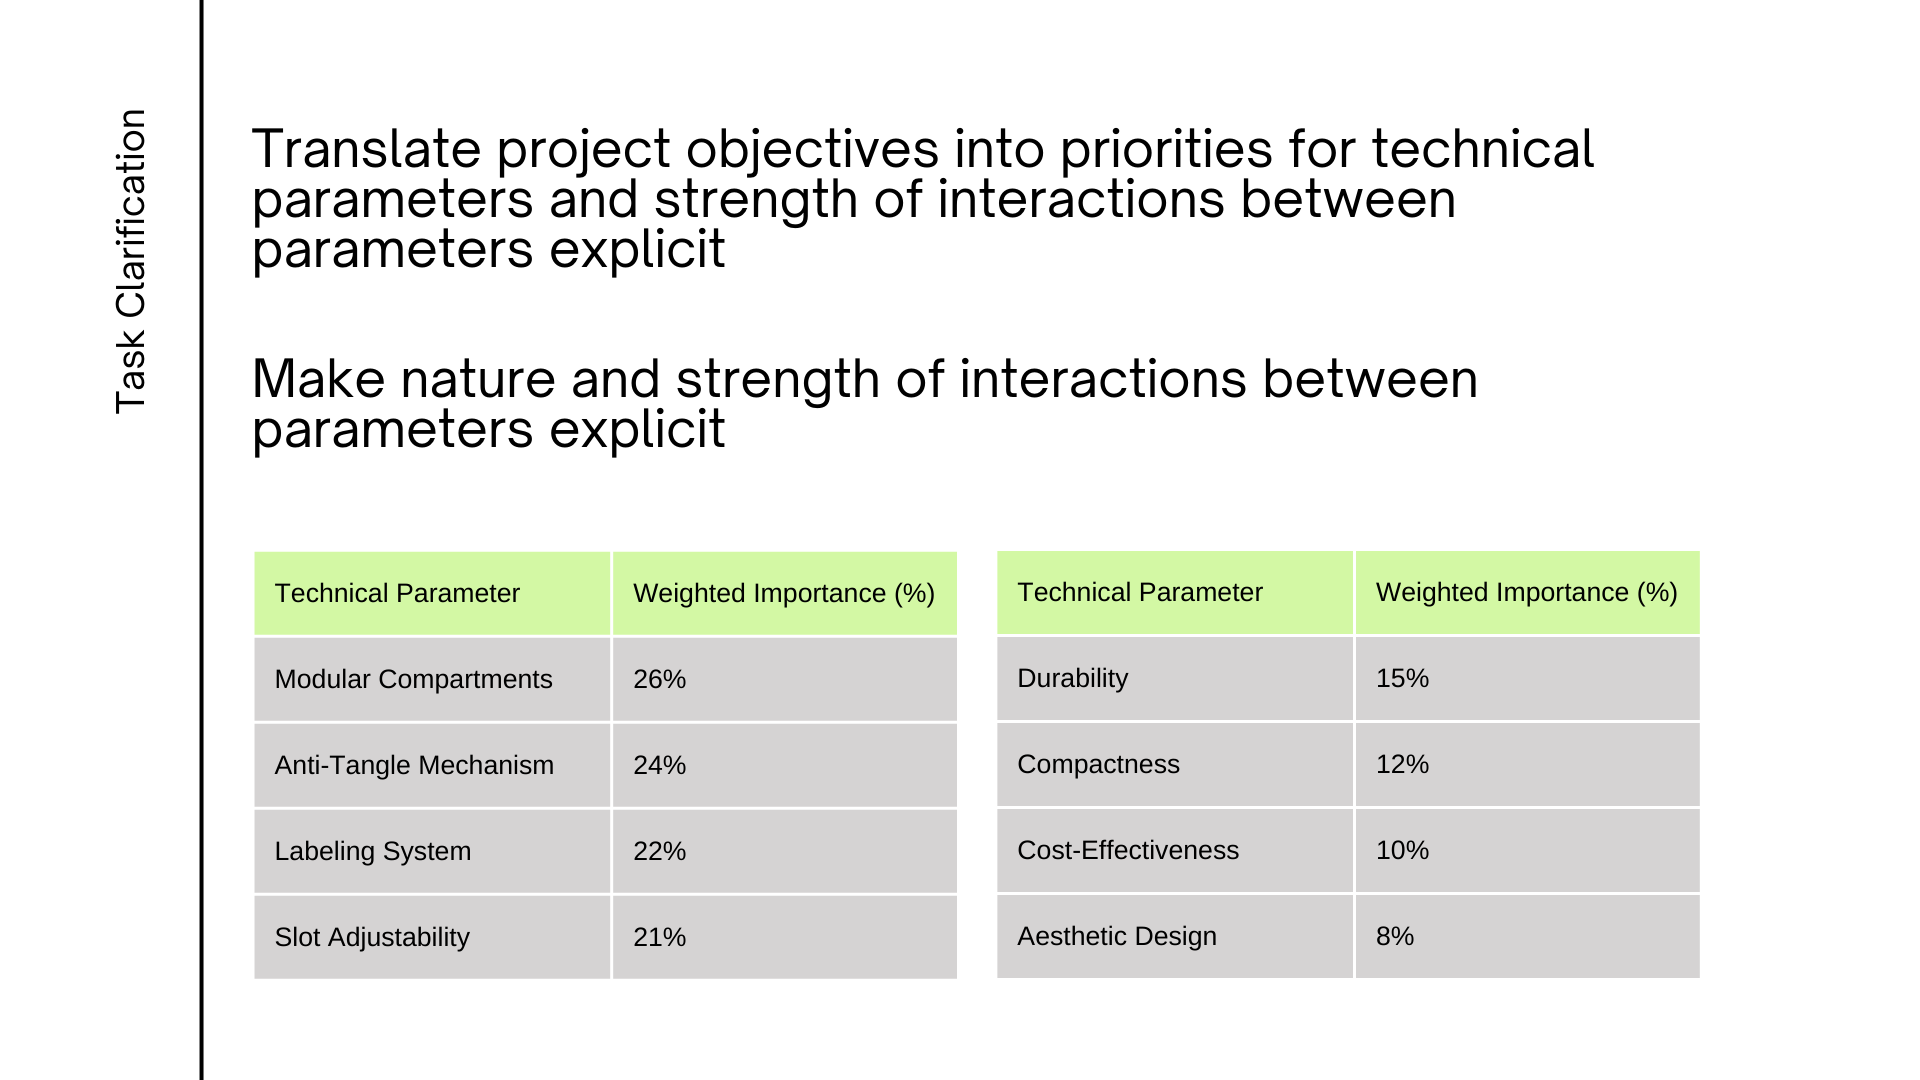 Task Clarification
Translate project objectives into priorities for technical
parameters and strength of interactions between
parameters explicit
Make nature and strength of interactions between
parameters explicit
Technical Parameter Weighted Importance (%)
Modular Compartments 26%
Anti-Tangle Mechanism 24%
Labeling System 22%
Slot Adjustability 21%
Technical Parameter Weighted Importance (%)
Durability 15%
Compactness 12%
Cost-Effectiveness 10%
Aesthetic Design 8%